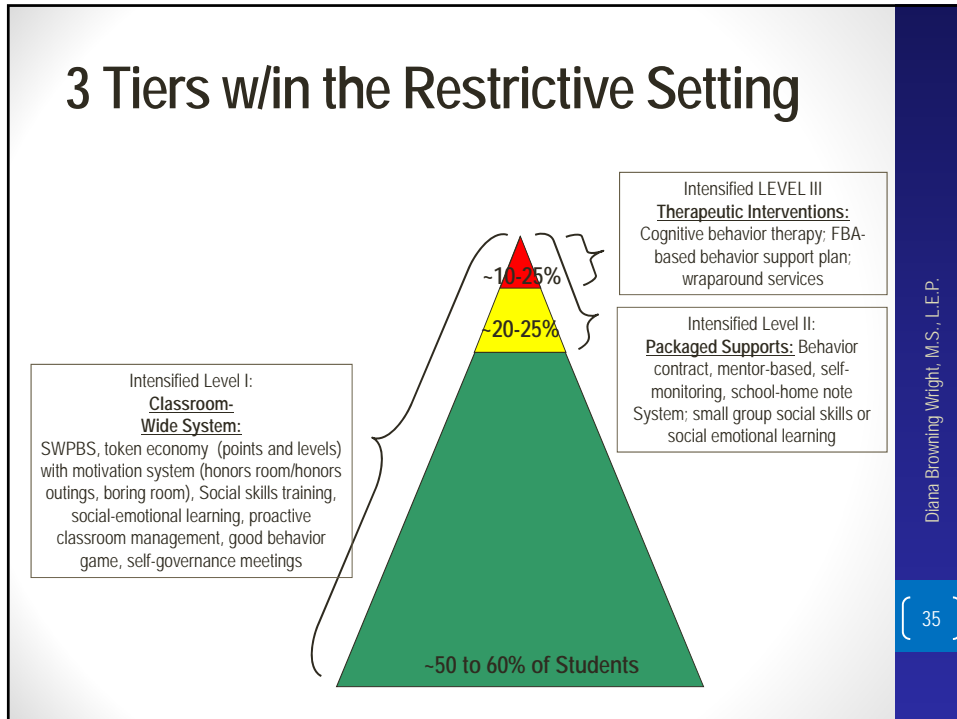 3 Tiers w/in the Restrictive Setting
Intensified LEVEL III
Therapeutic Interventions:
Cognitive behavior therapy; FBA-
based behavior support plan;
wraparound services
~10-25%
~20-25%
Intensified Level II:
Packaged Supports: Behavior
contract, mentor-based, self-
monitoring, school-home note
System; small group social skills or
social emotional learning
Intensified Level I:
Classroom-
Wide System:
SWPBS, token economy (points and levels)
with motivation system (honors room/honors
outings, boring room), Social skills training,
social-emotional learning, proactive
classroom management, good behavior
game, self-governance meetings
~50 to 60% of Students
Diana Browning Wright, M.S., L.E.P.
35